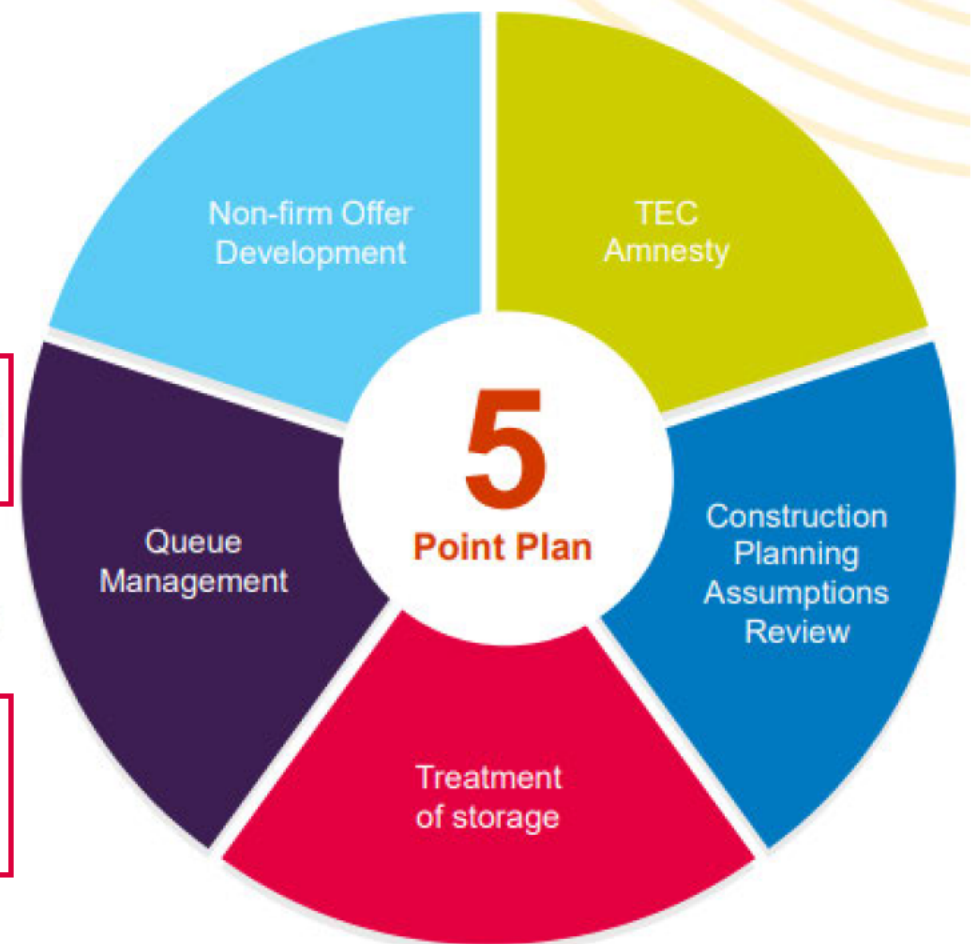 Non-firm Offer
Development
TEC
Amnesty
5
Point Plan
Queue
Management
Construction
Planning
Assumptions
Review
Treatment
of storage